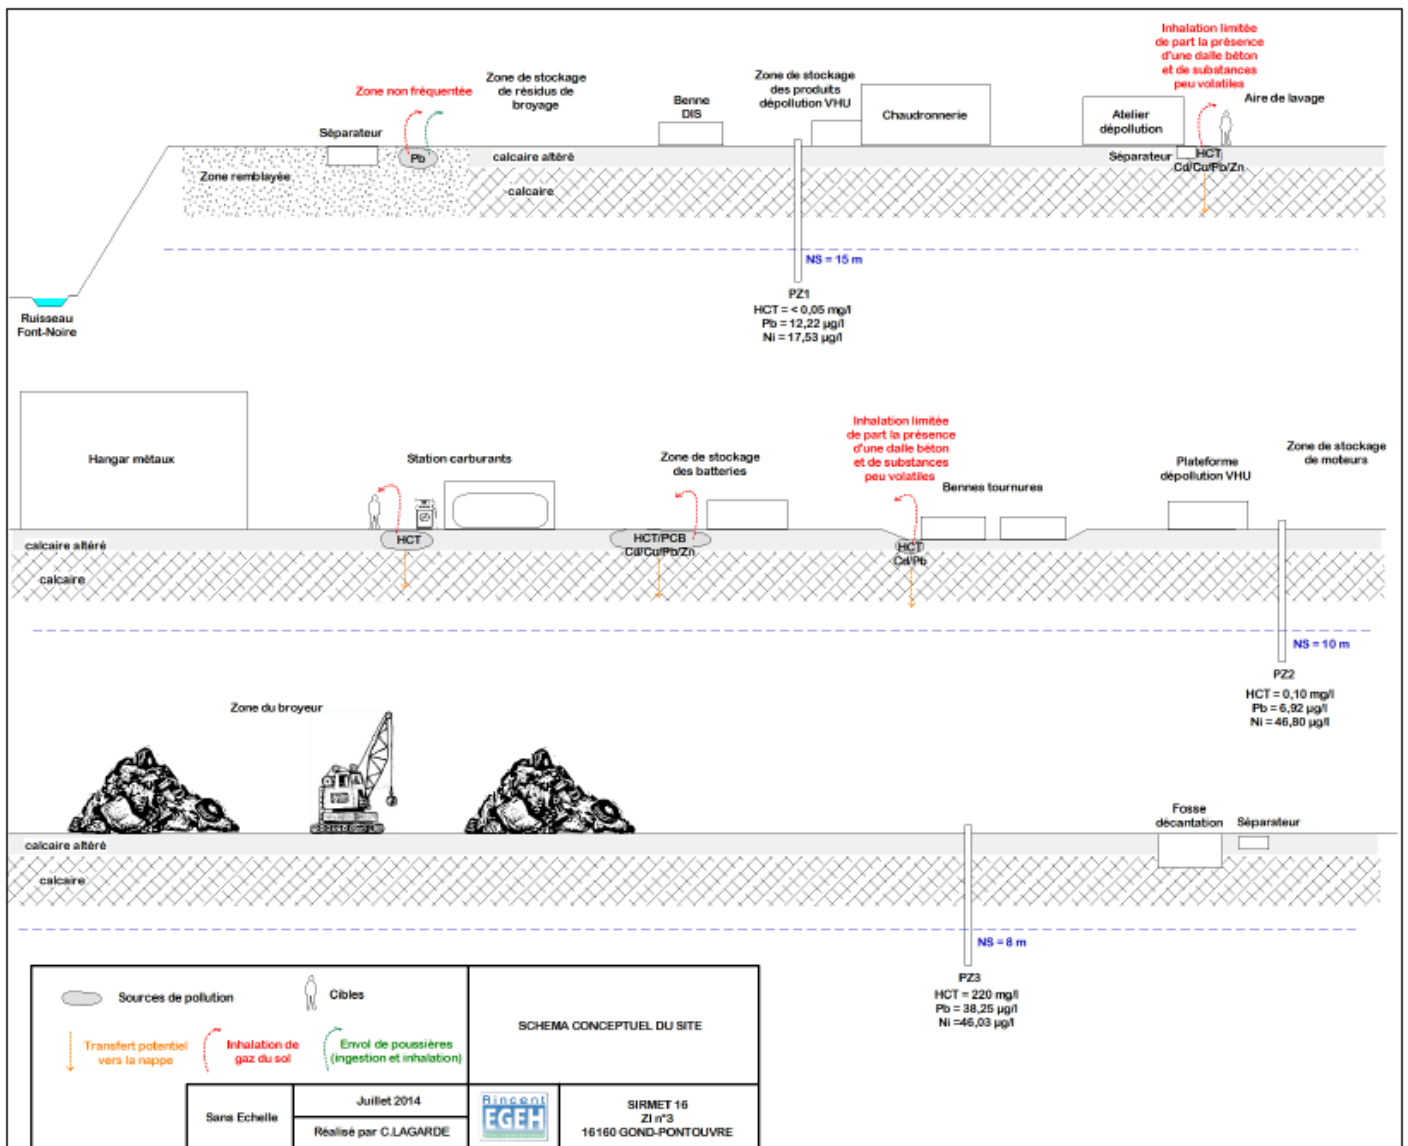 Inhalation limitée
de part la présence
d'une dalle béton
et de substances
peu volatiles
Zone non fréquentée
Zone de stockage
de résidus de
broyage
Zone de stockage
des produits
dépollution VHU
Benne
DIS
Chaudronnerie
Atelier
dépollution
Aire de lavage
Séparateur
Pb
calcaire altéré
Séparateur
HCT
Cd/Cu/Pb/Zn
Zone remblayée
calcaire
NS = 15 m
PZ1
HCT = < 0,05 mg/l
Pb = 12,22 µg/l
Ni = 17,53 µg/l
Ruisseau
Font-Noire
Hangar métaux
Station carburants
Zone de stockage
des batteries
Inhalation limitée
de part la présence
d'une dalle béton
et de substances
peu volatiles
Bennes tournures
Plateforme
dépollution VHU
Zone de stockage
de moteurs
calcaire altéré
HCT
HCT/PCB
Cd/Cu/Pb/Zn
HCT
Cd/Pb
calcaire
NS = 10 m
PZ2
HCT = 0,10 mg/l
Pb = 6,92 µg/l
Ni = 46,80 µg/l
Zone du broyeur
Fosse
décantation
Séparateur
calcaire altéré
calcaire
NS = 8 m
PZ3
HCT = 220 mg/l
Pb = 38,25 µg/l
Ni =46,03 µg/l
Sources de pollution
Cibles
Transfert potentiel
vers la nappe
Inhalation de
gaz du sol
Envol de poussières
(ingestion et inhalation)
SCHEMA CONCEPTUEL DU SITE
Sans Echelle
Juillet 2014
Réalisé par C.LAGARDE
Rincent
EGEH
SIRMET 16
ZI n°3
16160 GOND-PONTOUVRE